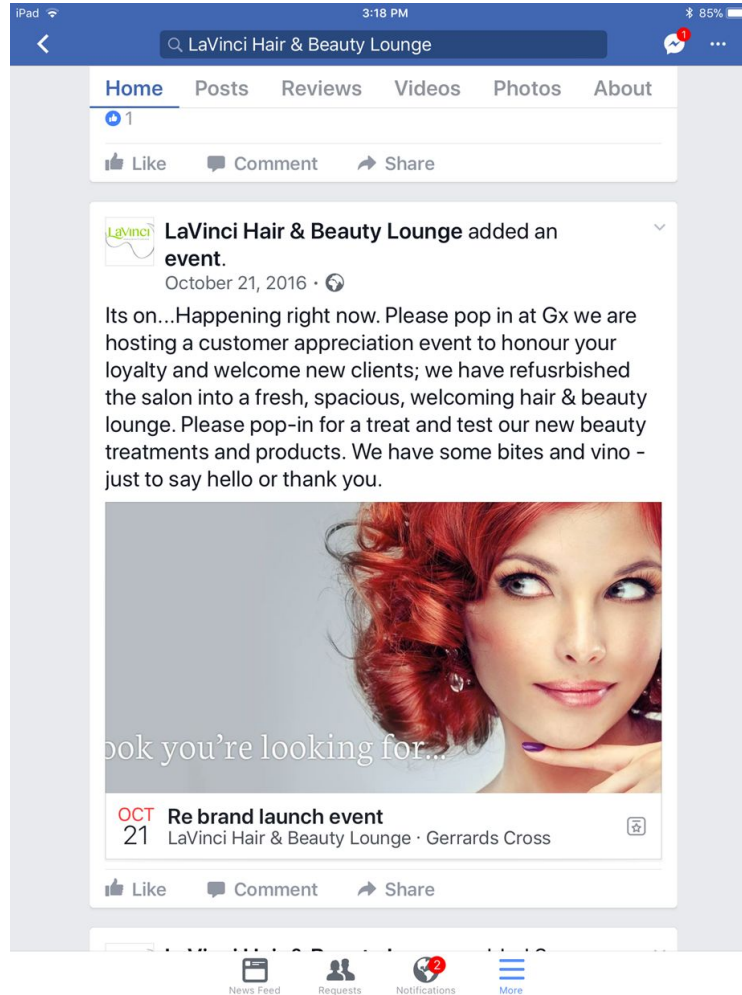 iPad 3:18 PM 85%
LaVinci Hair & Beauty Lounge 1
Home Posts Reviews Videos Photos About
1
Like Comment Share
LaVinci LaVinci Hair & Beauty Lounge added an
event.
October 21, 2016 ·
Its on...Happening right now. Please pop in at Gx we are
hosting a customer appreciation event to honour your
loyalty and welcome new clients; we have refusrbished
the salon into a fresh, spacious, welcoming hair & beauty
lounge. Please pop-in for a treat and test our new beauty
treatments and products. We have some bites and vino -
just to say hello or thank you.
ook you're looking for...
OCT
21
Re brand launch event
LaVinci Hair & Beauty Lounge · Gerrards Cross
Like Comment Share
2
News Feed Requests Notifications More